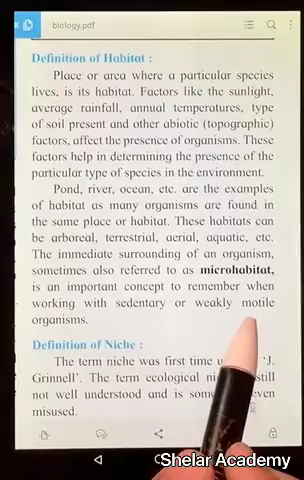 biology.pdf
Definition of Habitat :
Place or area where a particular species
lives, is its habitat. Factors like the sunlight,
average rainfall, annual temperatures, type
of soil present and other abiotic (topographic)
factors, affect the presence of organisms. These
factors help in determining the presence of the
particular type of species in the environment.
Pond, river, ocean, etc. are the examples
of habitat as many organisms are found in
the same place or habitat. These habitats can
be arboreal, terrestrial, aerial, aquatic, etc.
The immediate surrounding of an organism,
sometimes also referred to as microhabitat,
is an important concept to remember when
working with sedentary or weakly motile
organisms.
Definition of Niche :
The term niche was first time ‘J.
Grinnell’. The term ecological still
not well understood and is even
misused.
Shelar Academy